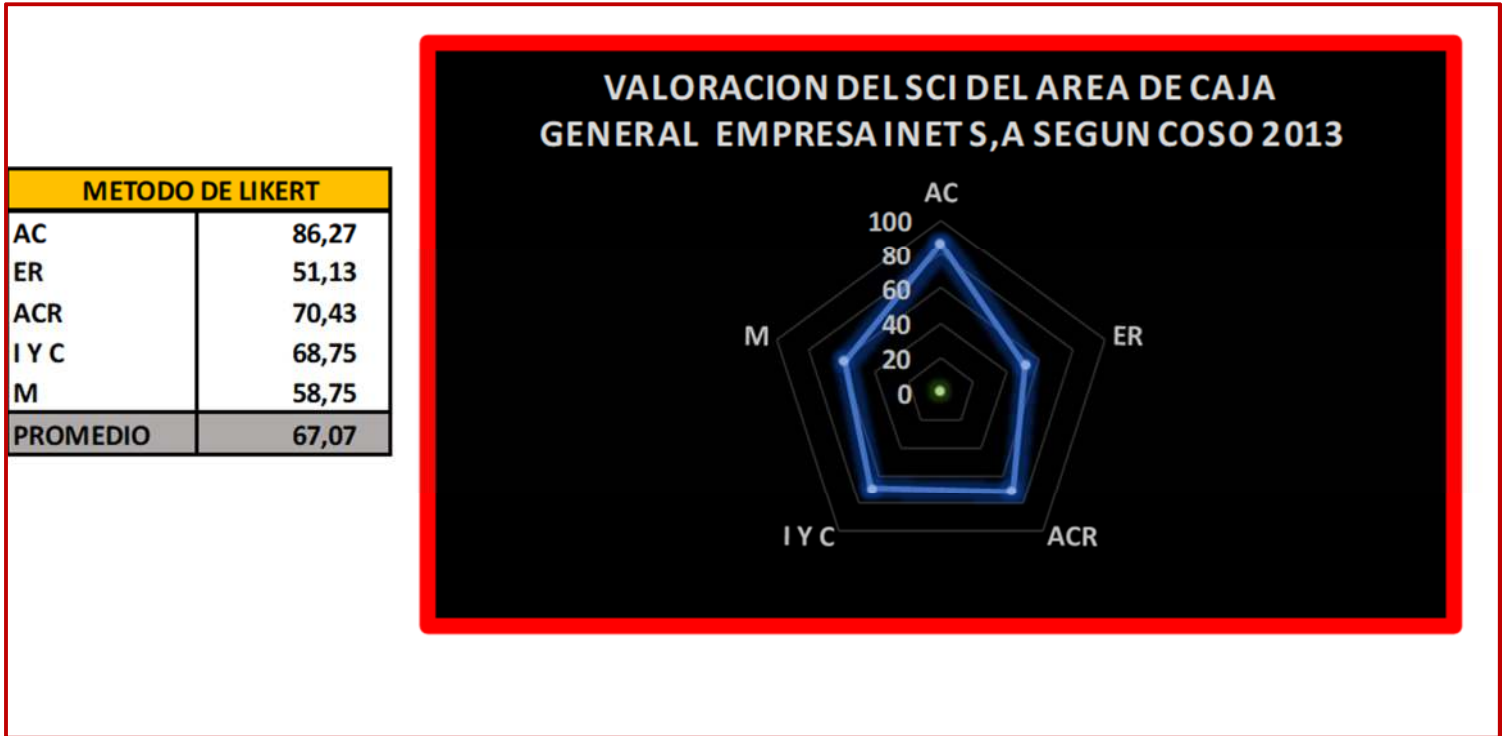 METODO DE LIKERT
AC 86,27
ER 51,13
ACR 70,43
I Y C 68,75
M 58,75
PROMEDIO 67,07
VALORACION DEL SCI DEL AREA DE CAJA
GENERAL EMPRESA INET S,A SEGUN COSO 2013
AC
100
80
60
40
20
0
M
ER
I Y C
ACR